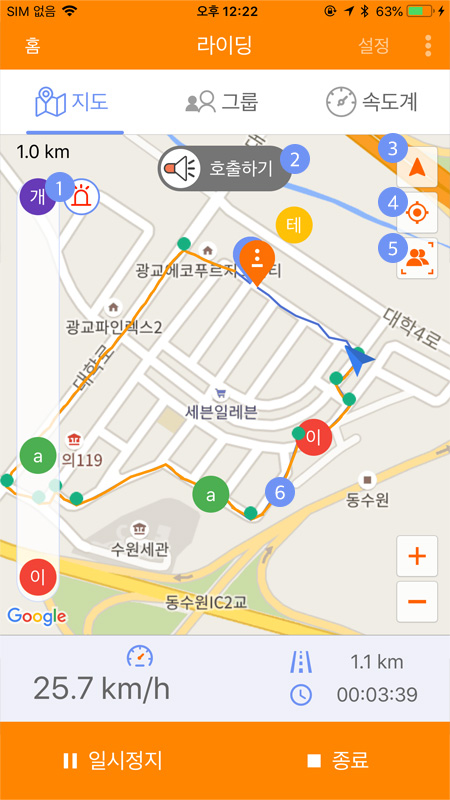 SIM 없음 오후 12:22 63%
홈 라이딩 설정
지도 그룹 속도계
1.0 km
호출하기 2
3
개 1
4
테
5
광교에코푸르지 티
대학4로
광교파인렉스2
대학로
세븐일레븐
이
a
의119
a
6
동수원
수원세관
이
동수원IC2교
Google
+
−
25.7 km/h
1.1 km
00:03:39
일시정지 종료